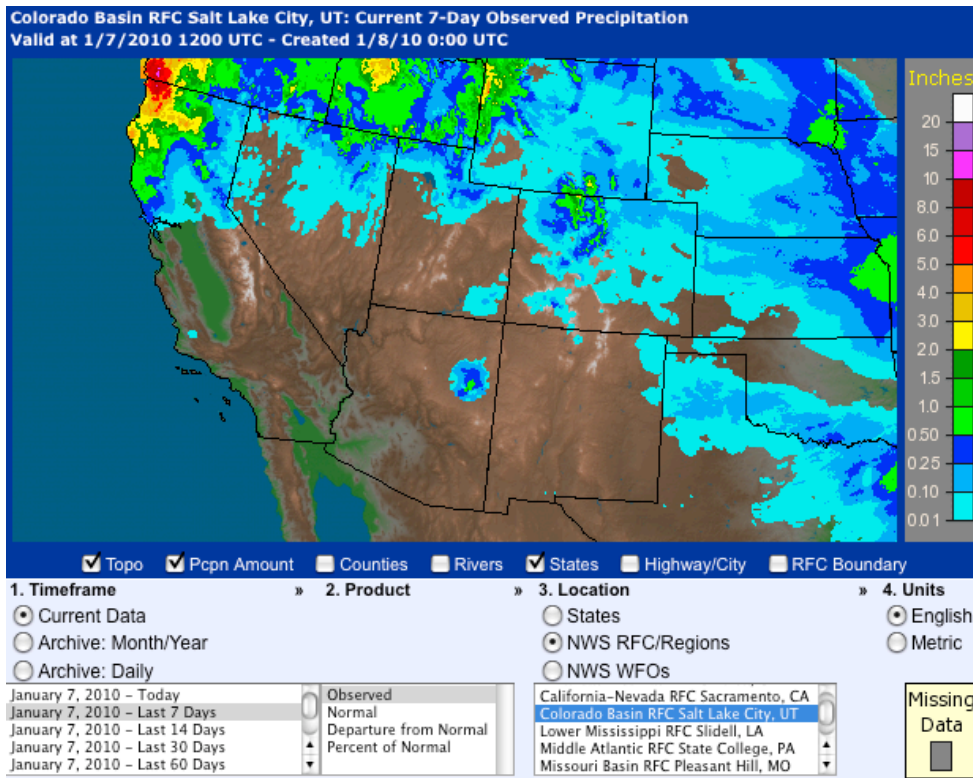 Colorado Basin RFC Salt Lake City, UT: Current 7-Day Observed Precipitation
Valid at 1/7/2010 1200 UTC - Created 1/8/10 0:00 UTC
Inches
20
15
10
8.0
6.0
5.0
4.0
3.0
2.0
1.5
1.0
0.50
0.25
0.10
0.01
Topo Pcpn Amount Counties Rivers States Highway/City RFC Boundary
1. Timeframe » 2. Product » 3. Location » 4. Units
Current Data States English
Archive: Month/Year NWS RFC/Regions Metric
Archive: Daily NWS WFOs
January 7, 2010 – Today
January 7, 2010 – Last 7 Days
January 7, 2010 – Last 14 Days
January 7, 2010 – Last 30 Days
January 7, 2010 – Last 60 Days
Observed
Normal
Departure from Normal
Percent of Normal
California–Nevada RFC Sacramento, CA
Colorado Basin RFC Salt Lake City, UT
Lower Mississippi RFC Slidell, LA
Middle Atlantic RFC State College, PA
Missouri Basin RFC Pleasant Hill, MO
Missing
Data